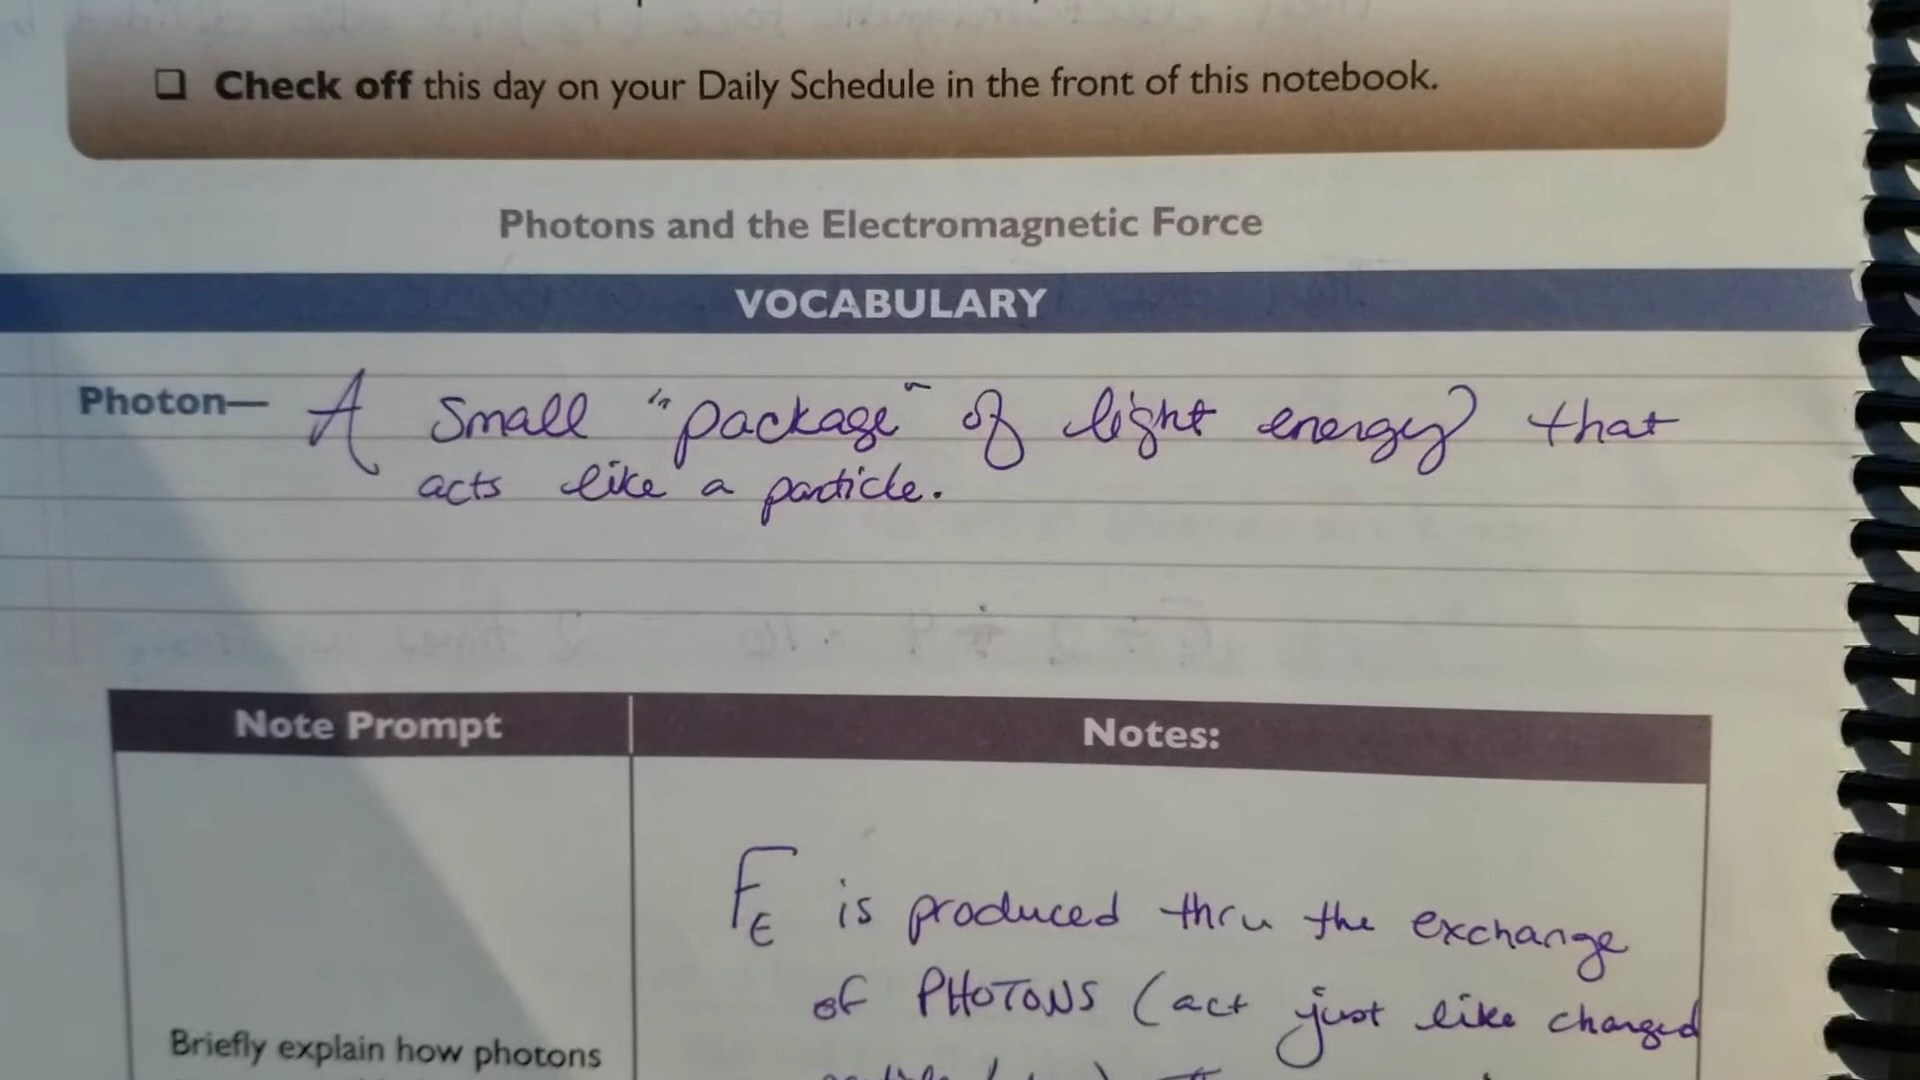 ❑ Check off this day on your Daily Schedule in the front of this notebook.
Photons and the Electromagnetic Force
VOCABULARY
Photon— A small "package" of light energy that
acts like a particle.
Note Prompt
Notes:
Briefly explain how photons
F_E is produced thru the exchange
of PHOTONS (act just like changed